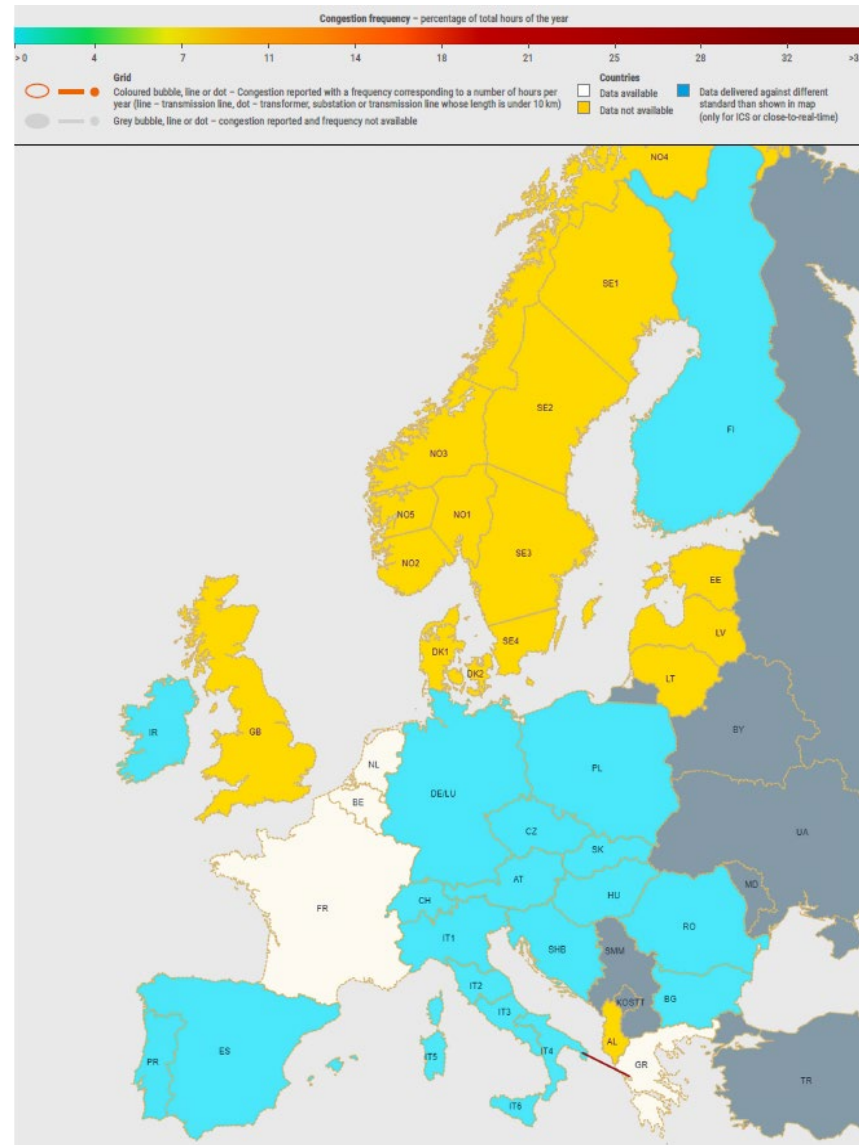 Congestion frequency – percentage of total hours of the year
> 0 4 7 11 14 18 21 25 28 32 >3
Grid
Coloured bubble, line or dot – Congestion reported with a frequency corresponding to a number of hours per
year (line – transmission line, dot – transformer, substation or transmission line whose length is under 10 km)
Grey bubble, line or dot – congestion reported and frequency not available
Countries
Data available
Data not available
Data delivered against different
standard than shown in map
(only for ICS or close-to-real-time)
NO4
SE1
SE2
FI
NO3
NO5
NO1
SE3
NO2
EE
LV
SE4
DK1
DK2
LT
IR
GB
BY
NL
PL
DE/LU
BE
CZ
UA
SK
AT
MD
HU
CH
FR
RO
IT1
SHB
SMM
IT2
KOSTT
BG
IT3
AL
ES
PR
IT4
IT5
GR
TR
IT6